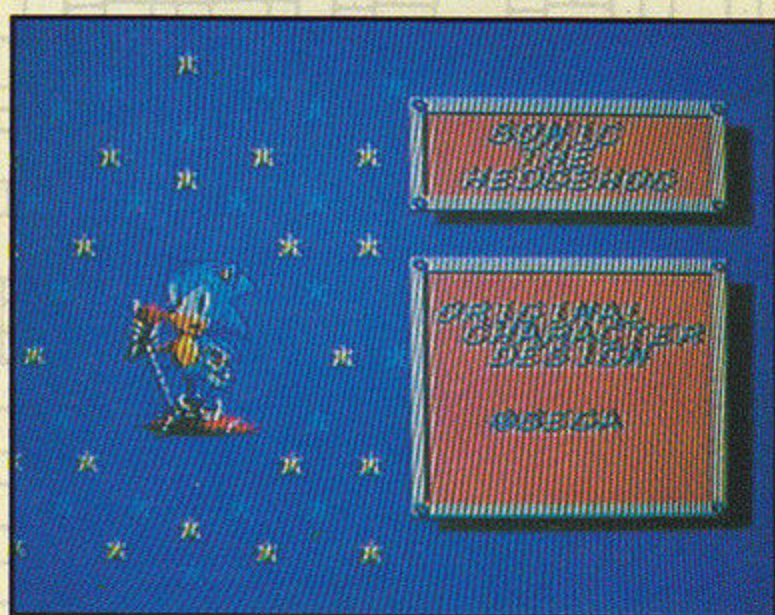 SONIC
THE
HEDGEHOG
ORIGINAL
CHARACTER
DESIGN
©SEGA